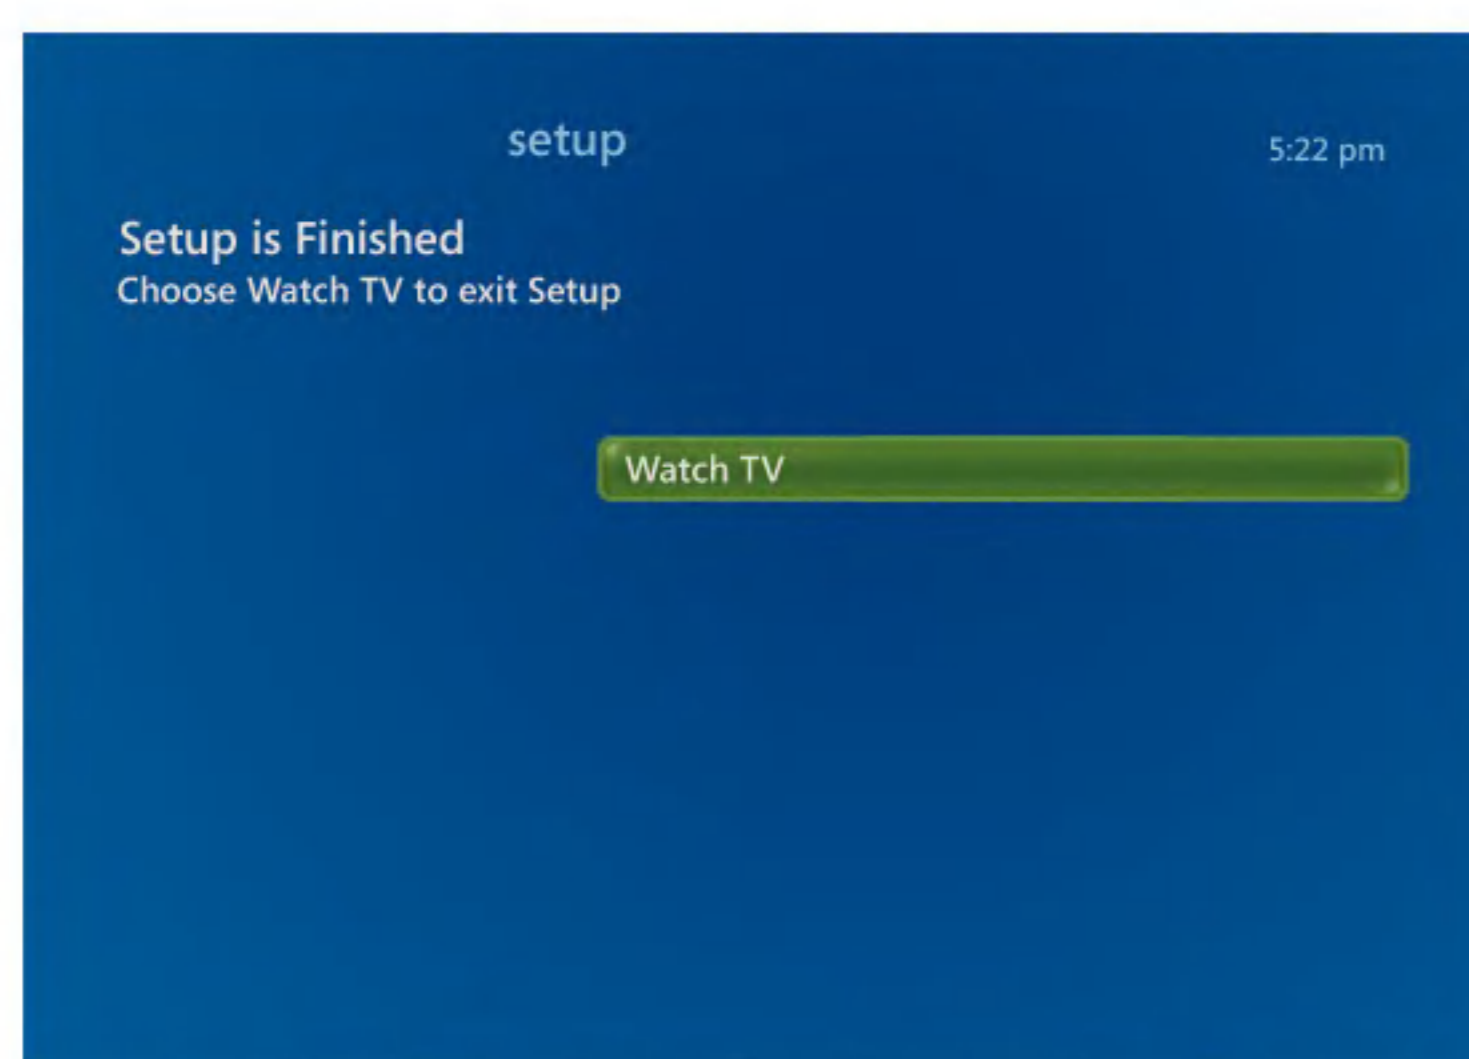 setup
5:22 pm
Setup is Finished
Choose Watch TV to exit Setup
Watch TV